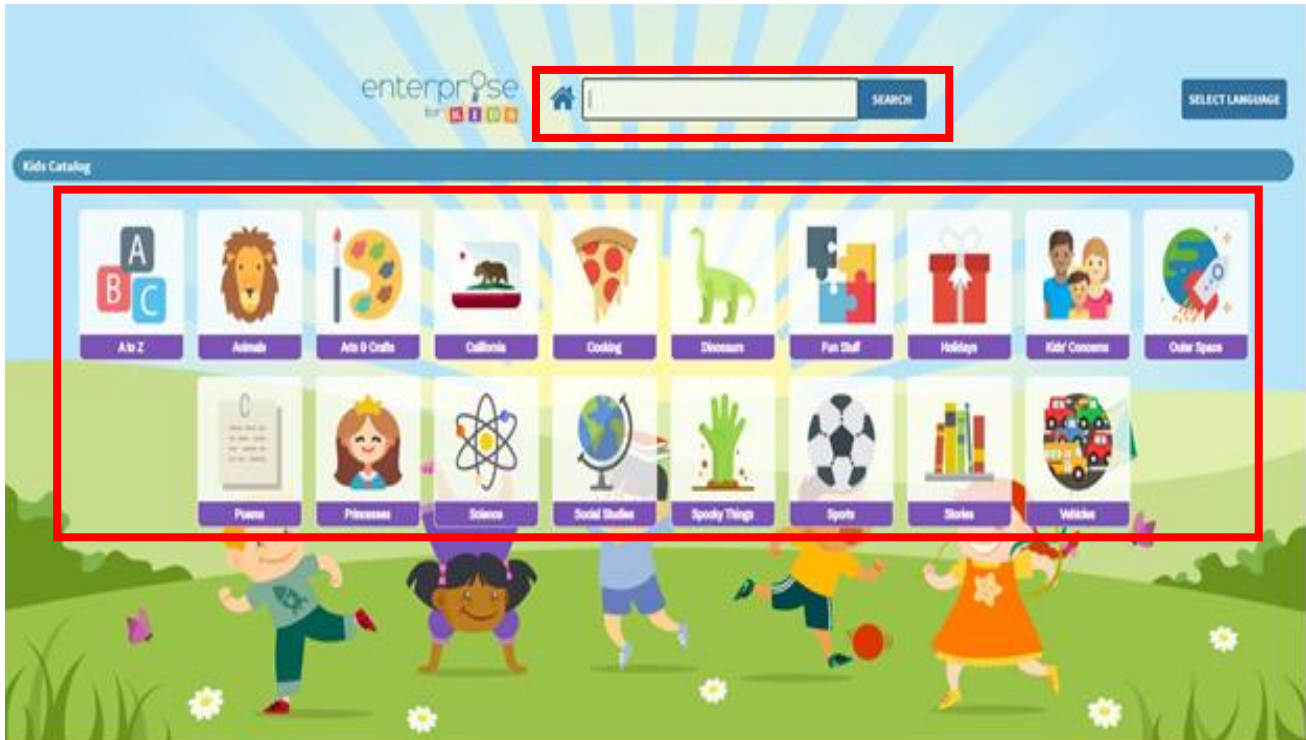 enterprise
for KIDS
SEARCH
SELECT LANGUAGE
Kids Catalog
A
B C
A to Z
Animals
Arts & Crafts
California
Cooking
Dinosaurs
Fun Stuff
Holidays
Kids' Concerns
Outer Space
Poems
Princesses
Science
Social Studies
Spooky Things
Sports
Stories
Vehicles